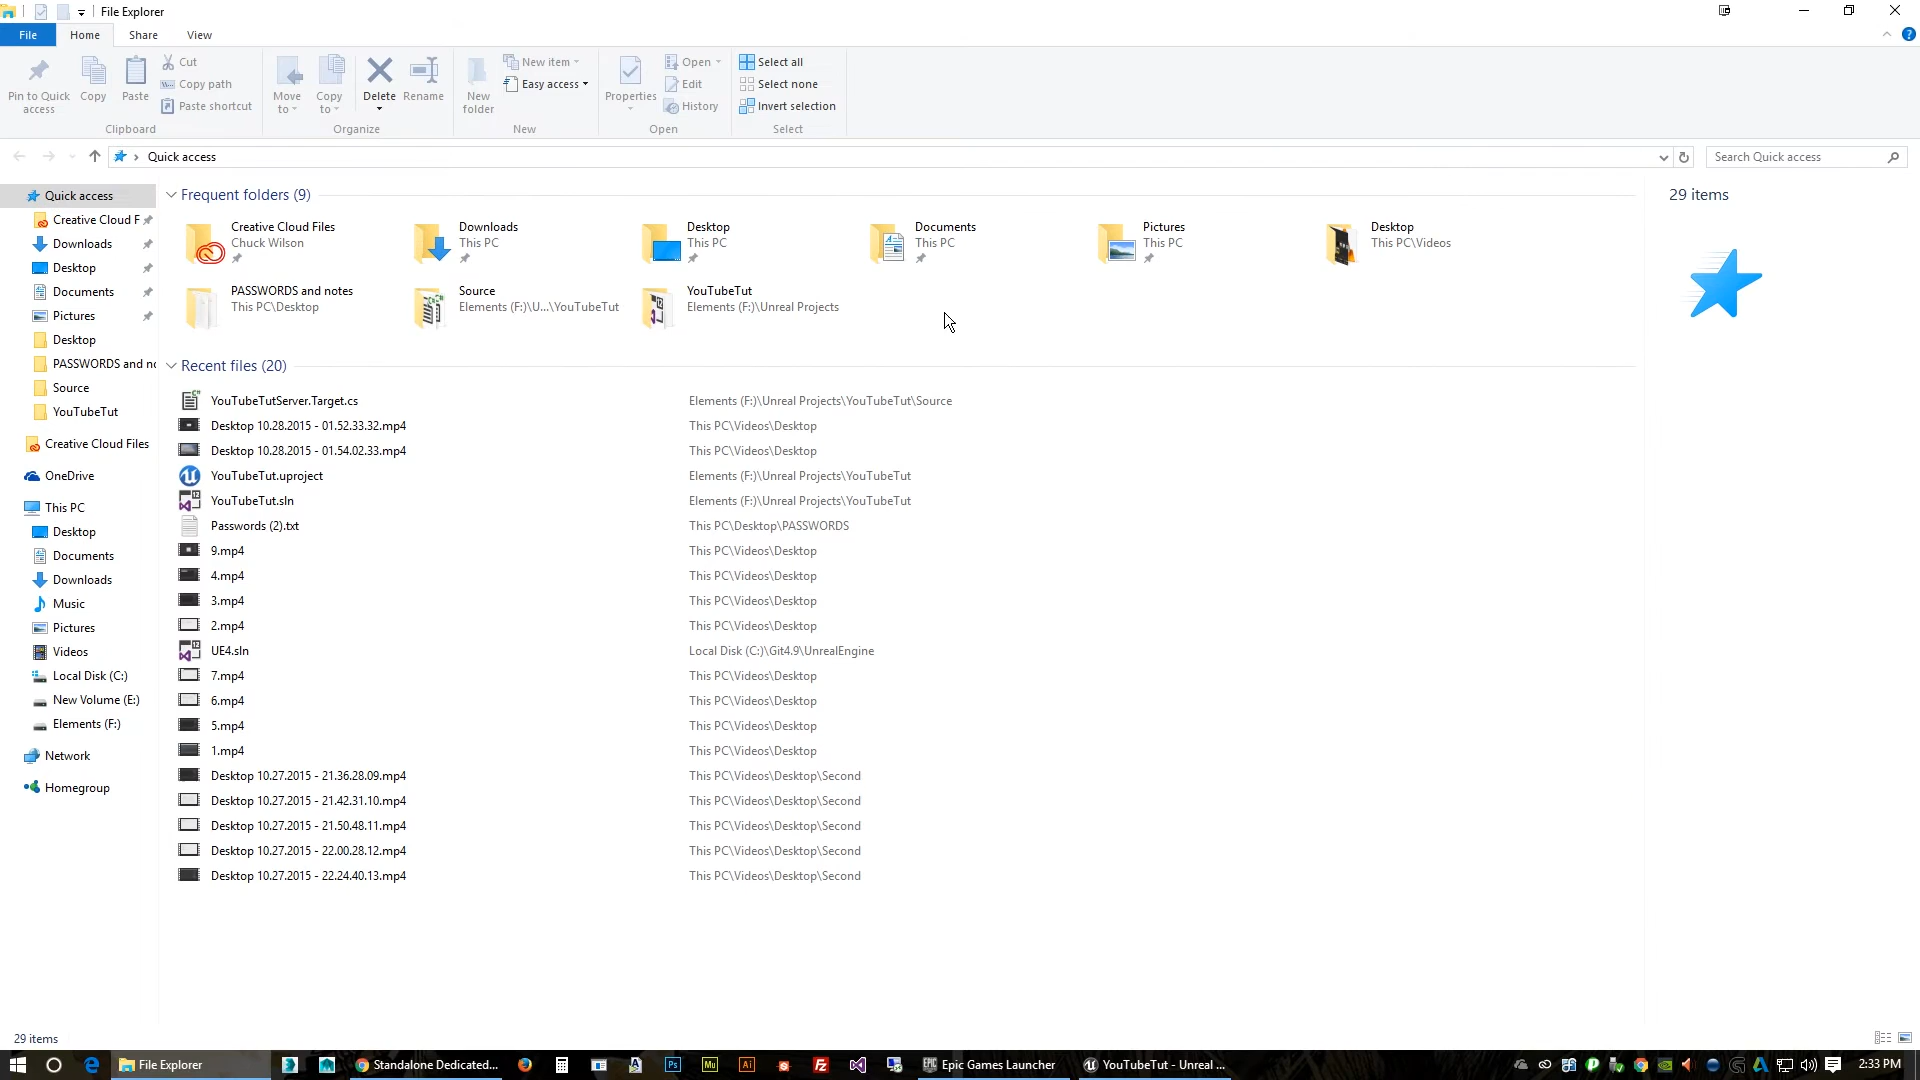 File Explorer
File Home Share View
Pin to Quick access
Copy
Paste
Cut
Copy path
Paste shortcut
Clipboard
Move to
Copy to
Delete
Rename
Organize
New folder
New item
Easy access
New
Properties
Open
Edit
History
Open
Select all
Select none
Invert selection
Select
Quick access
Search Quick access
Quick access
Creative Cloud F
Downloads
Desktop
Documents
Pictures
Desktop
PASSWORDS and no
Source
YouTubeTut
Creative Cloud Files
OneDrive
This PC
Desktop
Documents
Downloads
Music
Pictures
Videos
Local Disk (C:)
New Volume (E:)
Elements (F:)
Network
Homegroup
Frequent folders (9)
Creative Cloud Files
Chuck Wilson
Downloads
This PC
Desktop
This PC
Documents
This PC
Pictures
This PC
Desktop
This PC\Videos
PASSWORDS and notes
This PC\Desktop
Source
Elements (F:)\U...\YouTubeTut
YouTubeTut
Elements (F:)\Unreal Projects
Recent files (20)
YouTubeTutServer.Target.cs Elements (F:)\Unreal Projects\YouTubeTut\Source
Desktop 10.28.2015 - 01.52.33.32.mp4 This PC\Videos\Desktop
Desktop 10.28.2015 - 01.54.02.33.mp4 This PC\Videos\Desktop
YouTubeTut.uproject Elements (F:)\Unreal Projects\YouTubeTut
YouTubeTut.sln Elements (F:)\Unreal Projects\YouTubeTut
Passwords (2).txt This PC\Desktop\PASSWORDS
9.mp4 This PC\Videos\Desktop
4.mp4 This PC\Videos\Desktop
3.mp4 This PC\Videos\Desktop
2.mp4 This PC\Videos\Desktop
UE4.sln Local Disk (C:)\Git4.9\UnrealEngine
7.mp4 This PC\Videos\Desktop
6.mp4 This PC\Videos\Desktop
5.mp4 This PC\Videos\Desktop
1.mp4 This PC\Videos\Desktop
Desktop 10.27.2015 - 21.36.28.09.mp4 This PC\Videos\Desktop\Second
Desktop 10.27.2015 - 21.42.31.10.mp4 This PC\Videos\Desktop\Second
Desktop 10.27.2015 - 21.50.48.11.mp4 This PC\Videos\Desktop\Second
Desktop 10.27.2015 - 22.00.28.12.mp4 This PC\Videos\Desktop\Second
Desktop 10.27.2015 - 22.24.40.13.mp4 This PC\Videos\Desktop\Second
29 items
29 items
File Explorer
Standalone Dedicated...
Ps
Mu
Ai
Fz
Epic Games Launcher
YouTubeTut - Unreal ...
2:33 PM